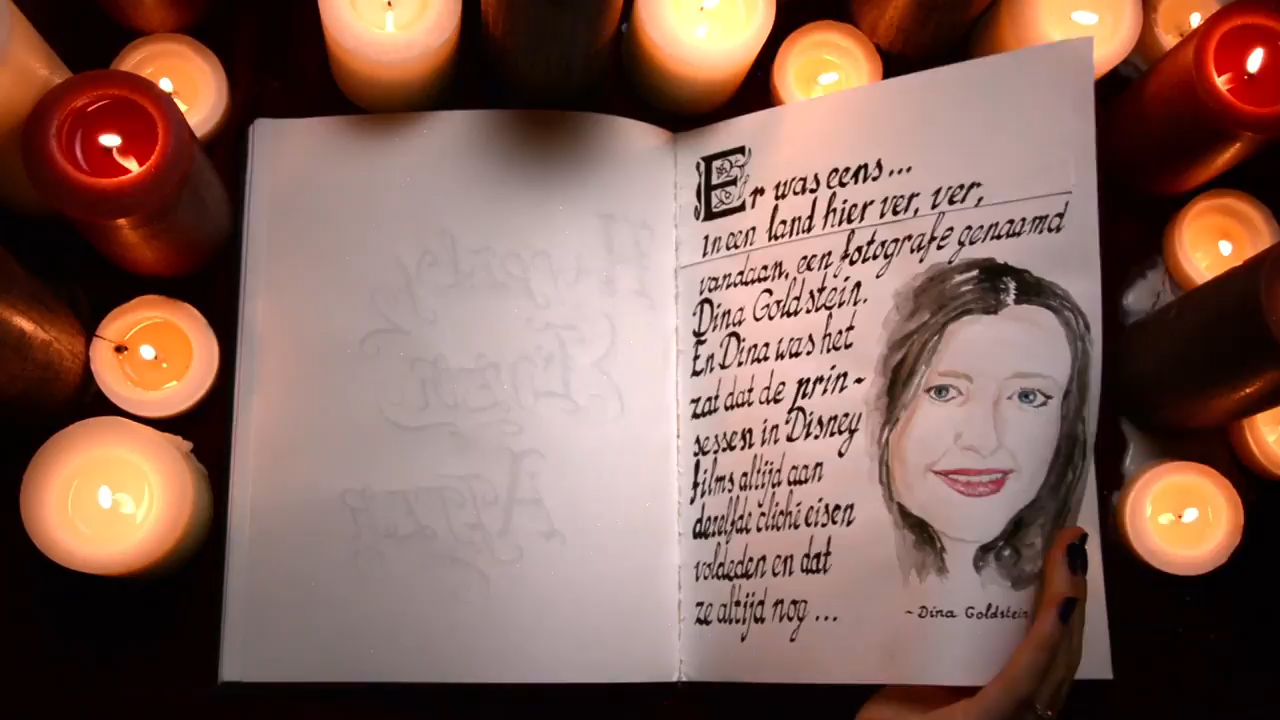 Er was eens...
in een land hier ver, ver,
vandaan, een fotografe genaamd
Dina Goldstein.
En Dina was het
zat dat de prin~
sessen in Disney
films altijd aan
dezelfde cliché eisen
voldeden en dat
ze altijd nog ...
~Dina Goldstein